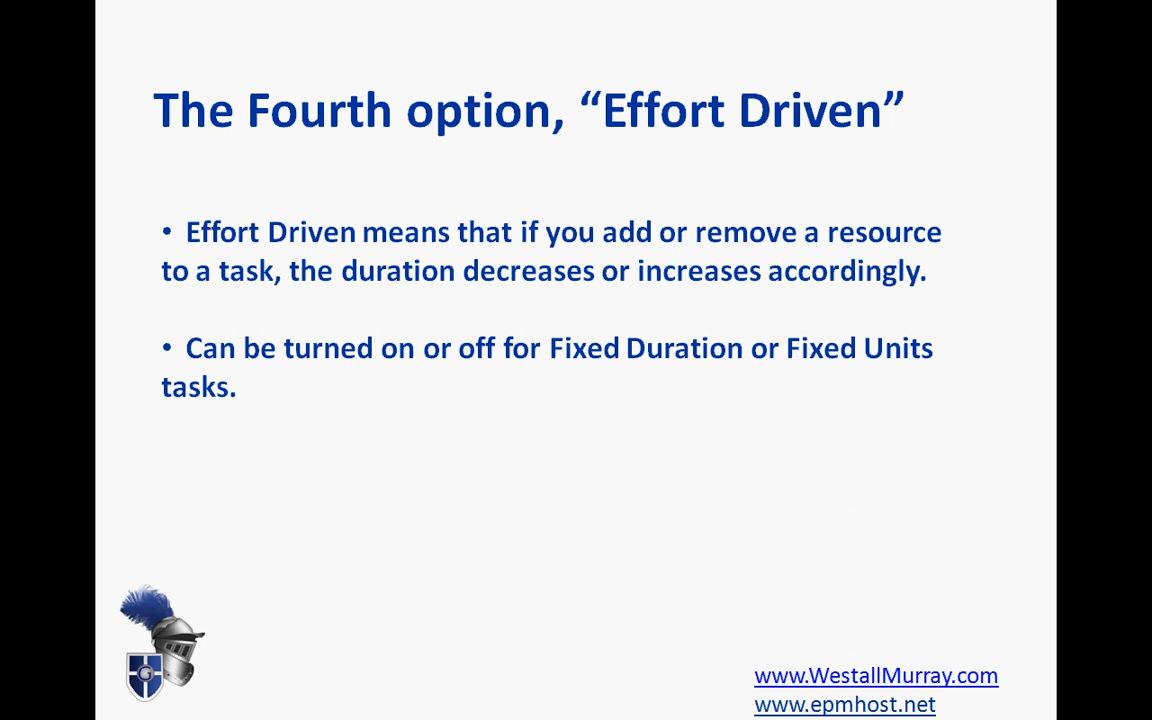 The Fourth option, “Effort Driven”
• Effort Driven means that if you add or remove a resource
to a task, the duration decreases or increases accordingly.
• Can be turned on or off for Fixed Duration or Fixed Units
tasks.
G
www.WestallMurray.com
www.epmhost.net